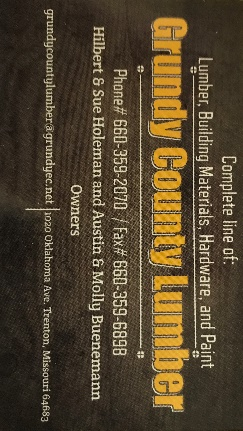 Complete line of:
Lumber, Building Materials, Hardware, and Paint
Grundy County Lumber
Phone# 660-359-2070 / Fax# 660-359-6898
Hilbert & Sue Holeman and Austin & Molly Buenemann
Owners
grundycountylumber@grundyec.net | 1020 Oklahoma Ave. Trenton, Missouri 64683